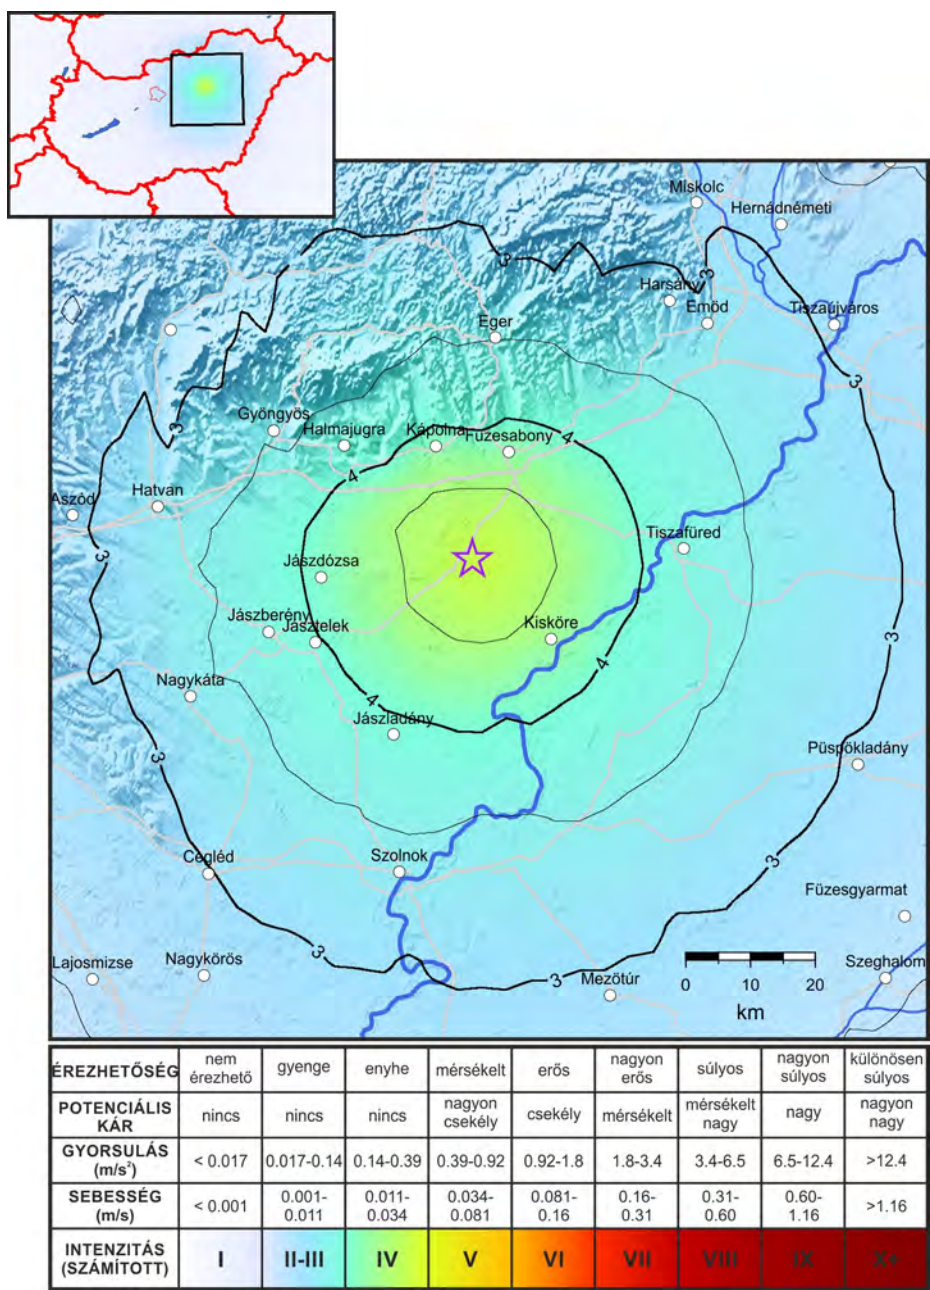 Miskolc
Hernádnémeti
3
3
Harsány
Emőd
Tiszaújváros
Eger
3
3
Gyöngyös
Halmajugra
Kápolna
Füzesabony
4
4
Aszód
Hatvan
Tiszafüred
3
Jászdózsa
Jászberény
Jásztelek
Kisköre
3
4
Nagykáta
4
Jászladány
3
3
Püspökladány
Cegléd
Szolnok
3
Füzesgyarmat
3
3
Lajosmizse
Nagykőrös
Mezőtúr
Szeghalom
0 10 20
km
ÉREZHETŐSÉG nem érezhető gyenge enyhe mérsékelt erős nagyon erős súlyos nagyon súlyos különösen súlyos
POTENCIÁLIS KÁR nincs nincs nincs nagyon csekély csekély mérsékelt mérsékelt nagy nagy nagyon nagy
GYORSULÁS (m/s²) < 0.017 0.017-0.14 0.14-0.39 0.39-0.92 0.92-1.8 1.8-3.4 3.4-6.5 6.5-12.4 >12.4
SEBESSÉG (m/s) < 0.001 0.001-0.011 0.011-0.034 0.034-0.081 0.081-0.16 0.16-0.31 0.31-0.60 0.60-1.16 >1.16
INTENZITÁS (SZÁMÍTOTT) I II-III IV V VI VII VIII IX X+